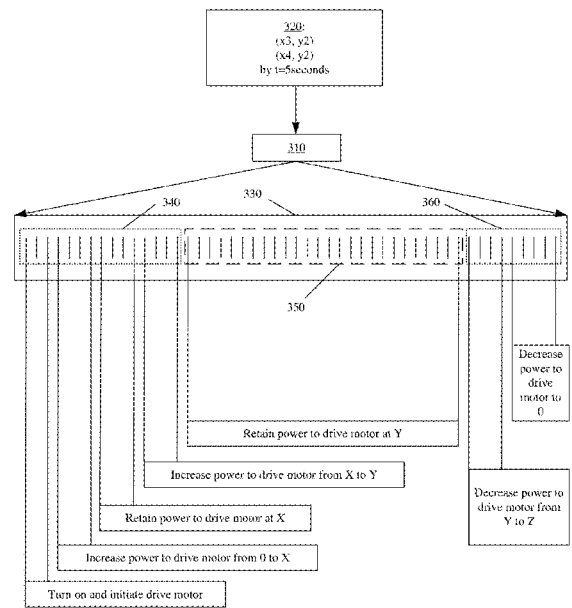 320:
(x3, y2)
(x4, y2)
by t=5seconds
310
340
330
360
350
Decrease
power to
drive
motor to
0
Retain power to drive motor at Y
Increase power to drive motor from X to Y
Decrease power to
drive motor from
Y to Z
Retain power to drive motor at X
Increase power to drive motor from 0 to X
Turn on and initiate drive motor